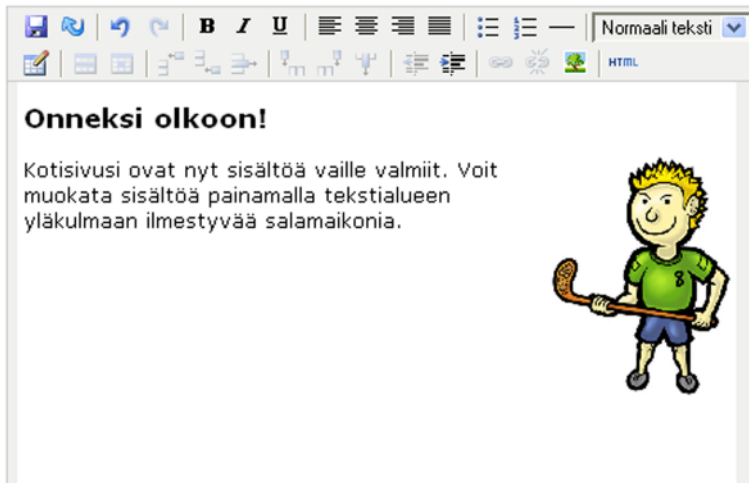 B I U
Normaali teksti
HTML
Onneksi olkoon!
Kotisivusi ovat nyt sisältöä vaille valmiit. Voit
muokata sisältöä painamalla tekstialueen
yläkulmaan ilmestyvää salamaikonia.
8